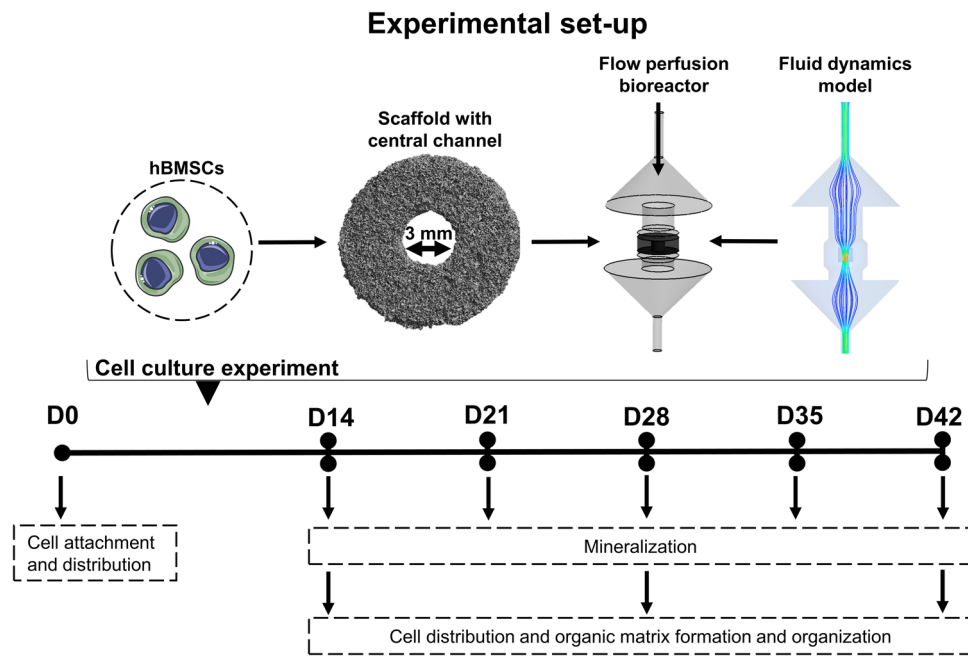 Experimental set-up
Flow perfusion
bioreactor
Fluid dynamics
model
Scaffold with
central channel
hBMSCs
3 mm
Cell culture experiment
D0
D14
D21
D28
D35
D42
Cell attachment
and distribution
Mineralization
Cell distribution and organic matrix formation and organization